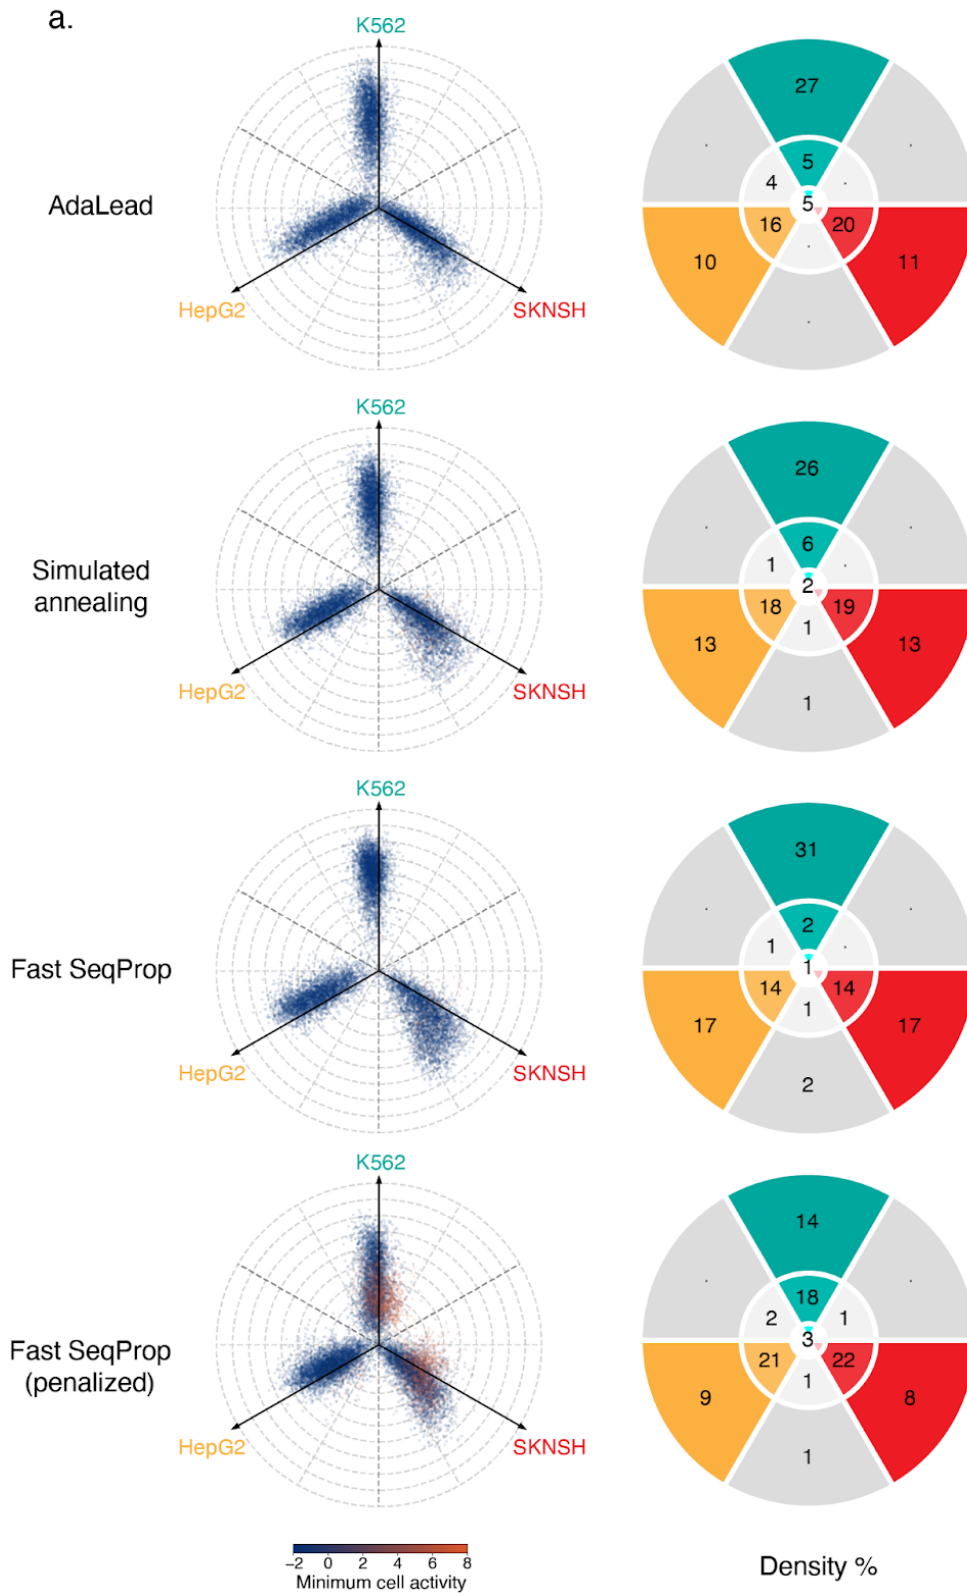 a.
K562
HepG2
SKNSH
AdaLead
27
5
4
.
.
.
5
16
20
10
11
.
.
K562
HepG2
SKNSH
Simulated
annealing
26
6
1
.
.
.
2
18
19
13
13
1
1
K562
HepG2
SKNSH
Fast SeqProp
31
2
1
.
.
.
1
14
14
17
17
1
2
K562
HepG2
SKNSH
Fast SeqProp
(penalized)
14
18
.
.
2
1
3
21
22
9
8
1
1
−2 0 2 4 6 8
Minimum cell activity
Density %